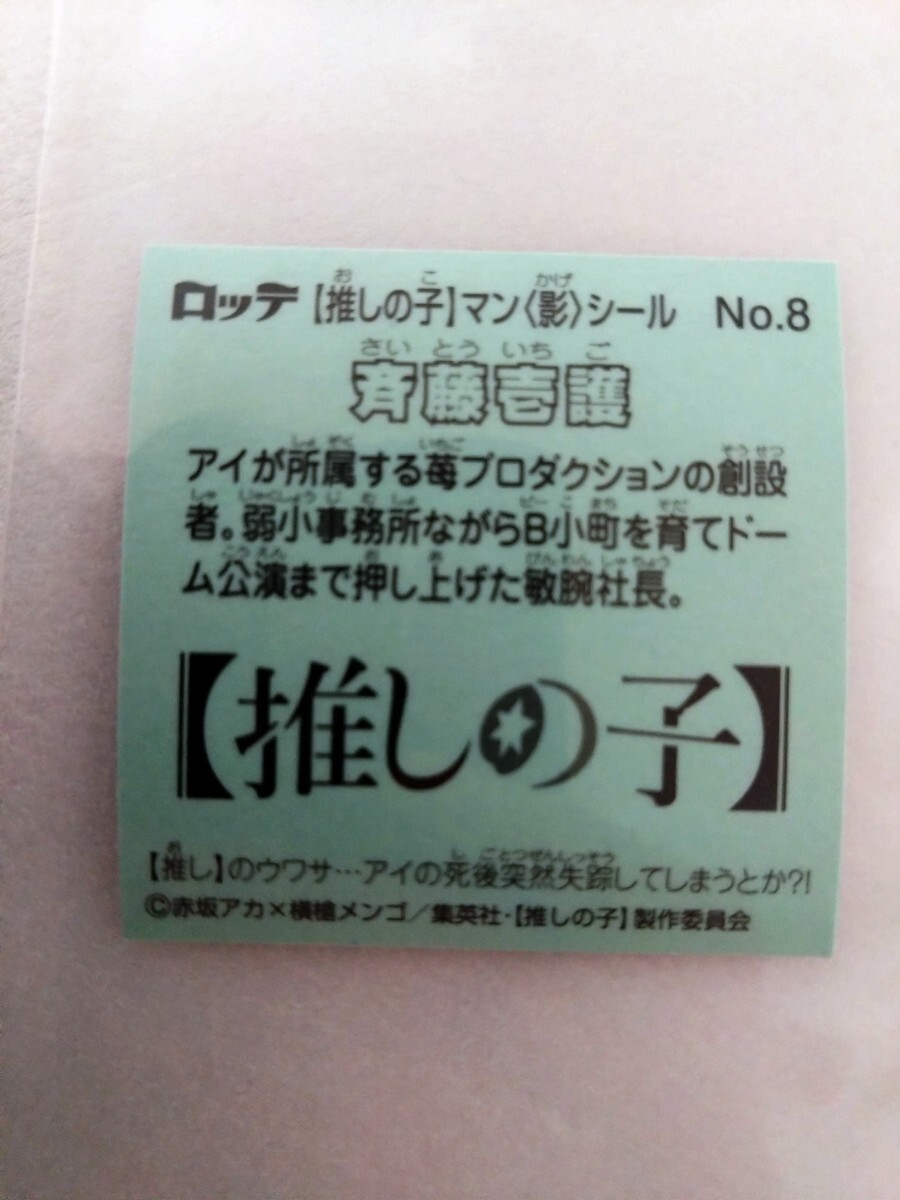 ロッテ 【推しの子】マン〈影〉シール No.8
斉藤壱護
アイが所属する苺プロダクションの創設
者。弱小事務所ながらB小町を育てドー
ム公演まで押し上げた敏腕社長。
【推しの子】
【推し】のウワサ…アイの死後突然失踪してしまうとか?!
©赤坂アカ×横槍メンゴ/集英社・【推しの子】製作委員会